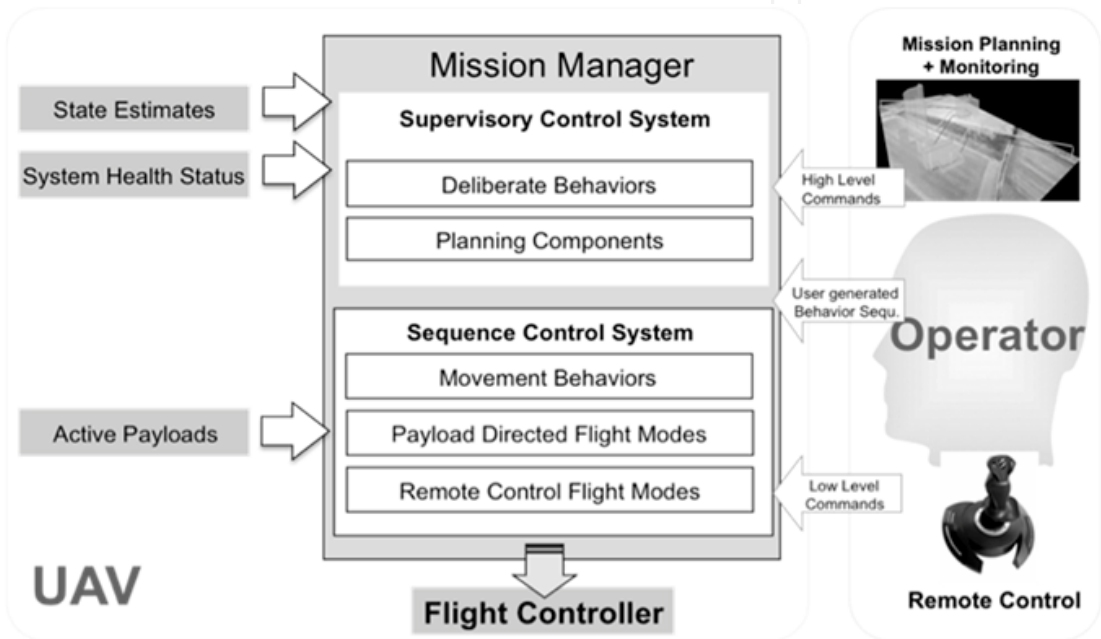 Mission Manager
State Estimates
System Health Status
Active Payloads
Supervisory Control System
Deliberate Behaviors
Planning Components
Sequence Control System
Movement Behaviors
Payload Directed Flight Modes
Remote Control Flight Modes
Flight Controller
UAV
Mission Planning
+ Monitoring
High Level
Commands
User generated
Behavior Sequ.
Operator
Low Level
Commands
Remote Control